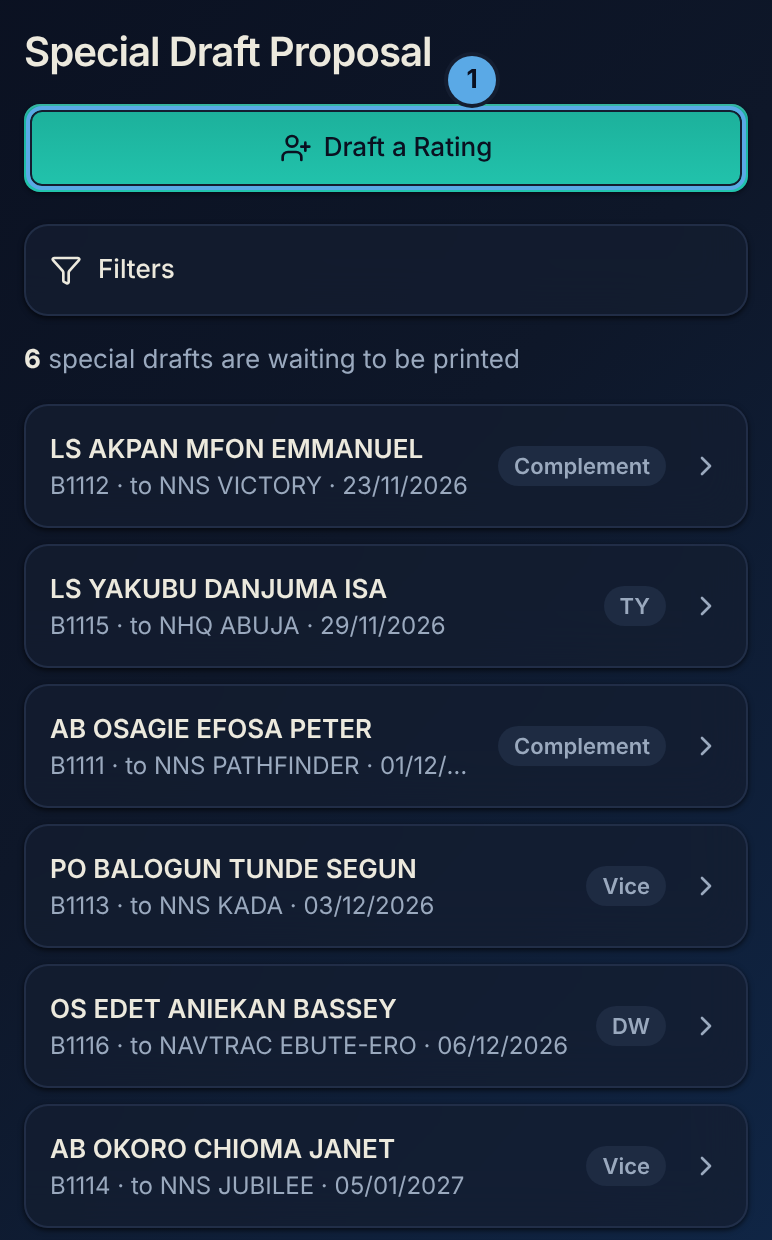 Special Draft Proposal
1
Draft a Rating
Filters
6 special drafts are waiting to be printed
LS AKPAN MFON EMMANUEL
B1112 · to NNS VICTORY · 23/11/2026
Complement
LS YAKUBU DANJUMA ISA
B1115 · to NHQ ABUJA · 29/11/2026
TY
AB OSAGIE EFOSA PETER
B1111 · to NNS PATHFINDER · 01/12/...
Complement
PO BALOGUN TUNDE SEGUN
B1113 · to NNS KADA · 03/12/2026
Vice
OS EDET ANIEKAN BASSEY
B1116 · to NAVTRAC EBUTE-ERO · 06/12/2026
DW
AB OKORO CHIOMA JANET
B1114 · to NNS JUBILEE · 05/01/2027
Vice